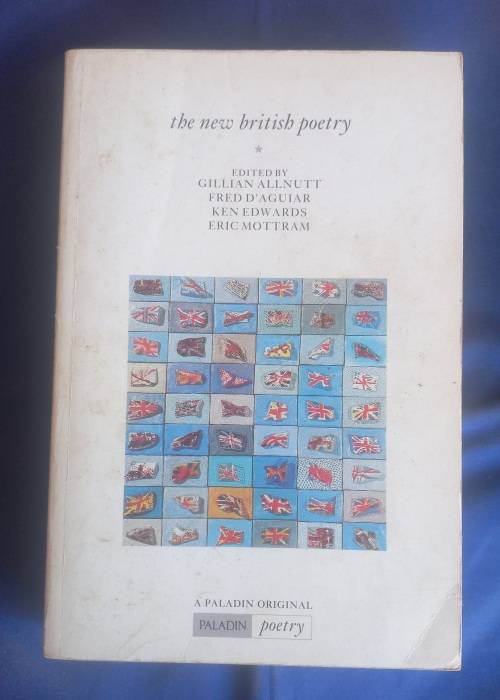 the new british poetry
EDITED BY
GILLIAN ALLNUTT
FRED D'AGUIAR
KEN EDWARDS
ERIC MOTTRAM
A PALADIN ORIGINAL
PALADIN poetry